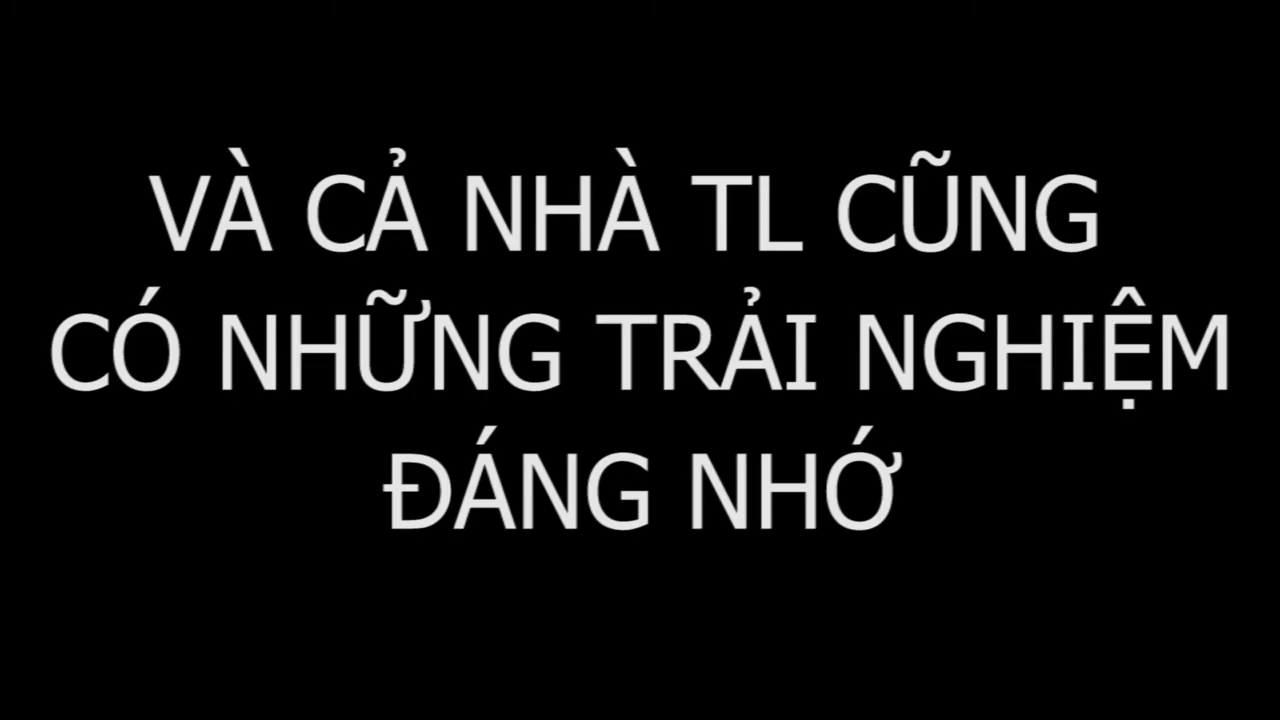 VÀ CẢ NHÀ TL CŨNG
CÓ NHỮNG TRẢI NGHIỆM
ĐÁNG NHỚ